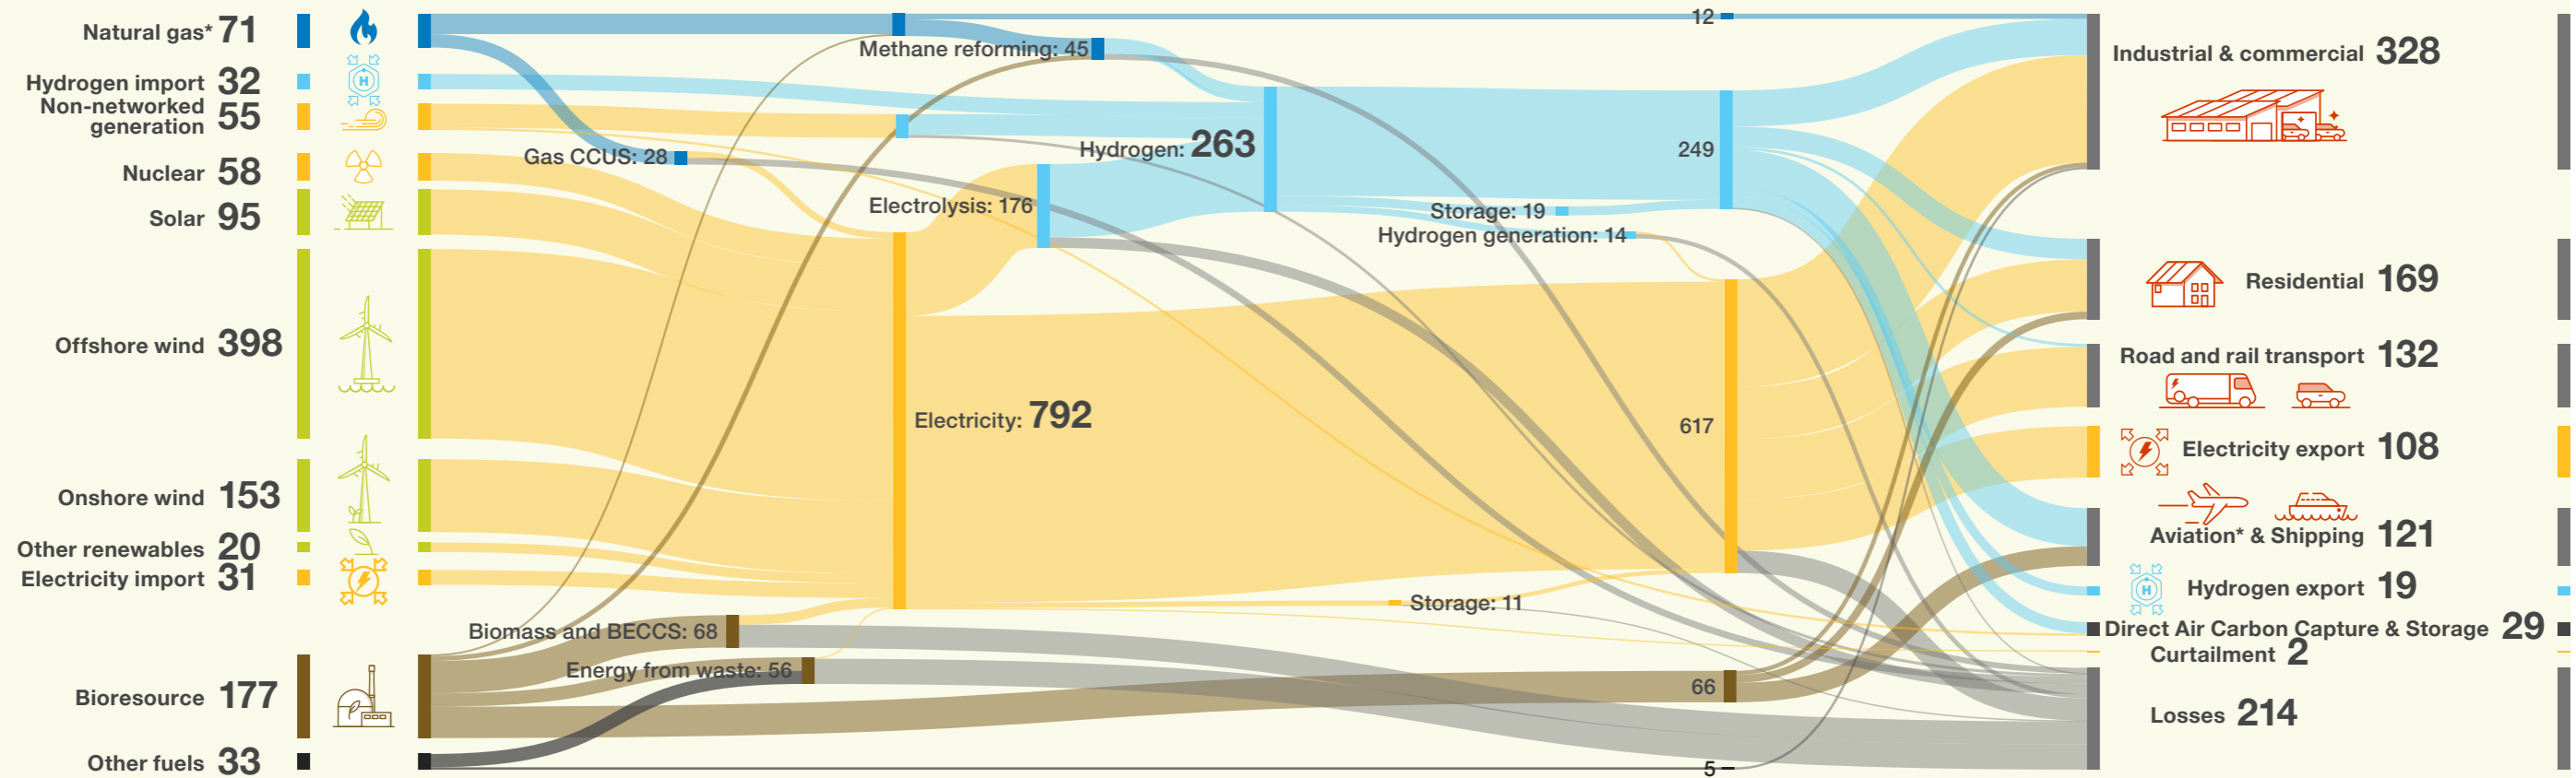 Natural gas* 71
Hydrogen import 32
Non-networked
generation 55
Nuclear 58
Solar 95
Offshore wind 398
Onshore wind 153
Other renewables 20
Electricity import 31
Bioresource 177
Other fuels 33
H
Gas CCUS: 28
Biomass and BECCS: 68
Energy from waste: 56
Methane reforming: 45
Electrolysis: 176
Electricity: 792
Hydrogen: 263
Storage: 19
Hydrogen generation: 14
Storage: 11
12
249
617
66
5
Industrial & commercial 328
Residential 169
Road and rail transport 132
Electricity export 108
Aviation* & Shipping 121
H
Hydrogen export 19
Direct Air Carbon Capture & Storage 29
Curtailment 2
Losses 214